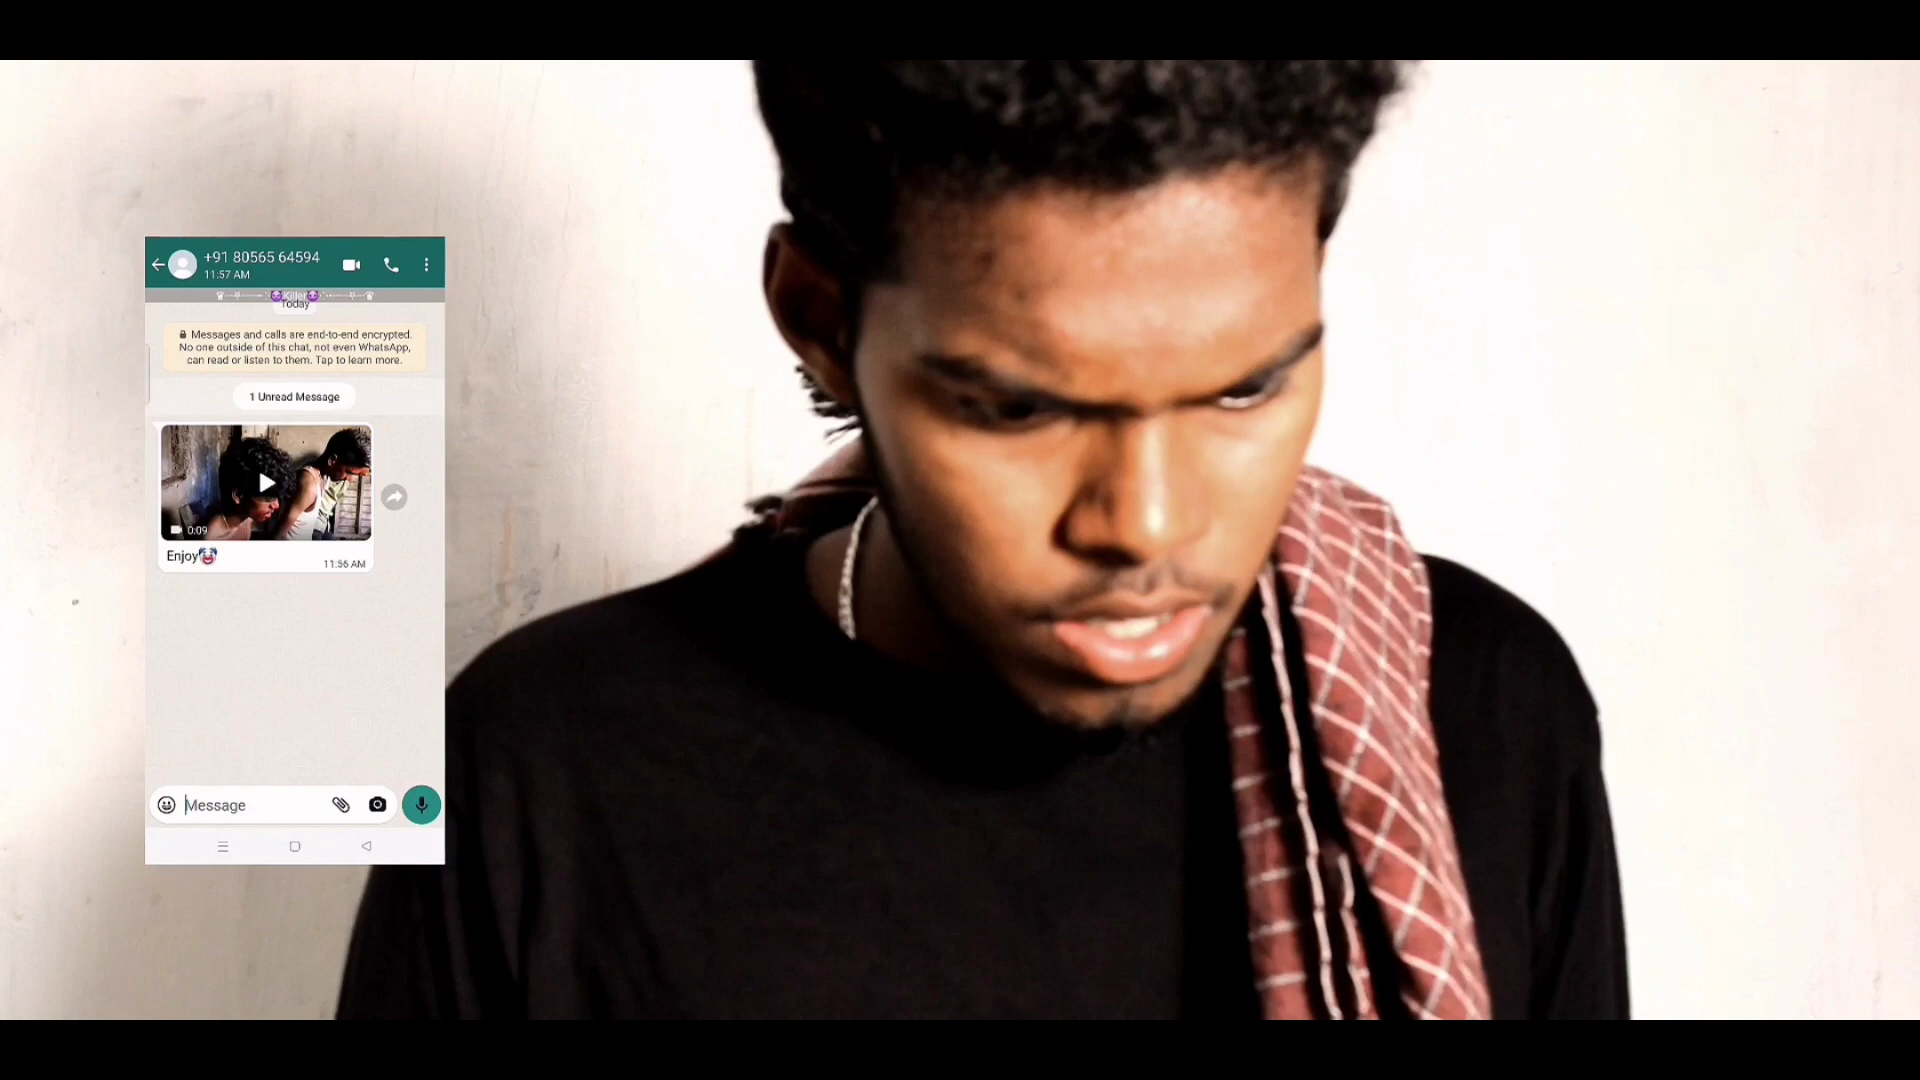 +91 80565 64594
11:57 AM
Killer
Today
Messages and calls are end-to-end encrypted.
No one outside of this chat, not even WhatsApp,
can read or listen to them. Tap to learn more.
1 Unread Message
0:09
Enjoy🤡
11:56 AM
Message